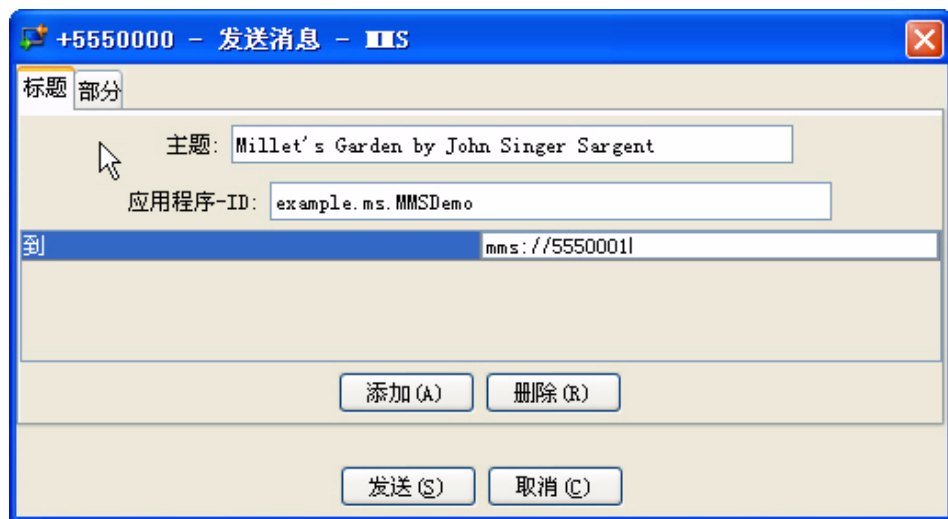 +5550000 - 发送消息 - MMS
标题 部分
主题: Millet's Garden by John Singer Sargent
应用程序-ID: example.ms.MMSDemo
到 mms://5550001
添加(A) 删除(R)
发送(S) 取消(C)